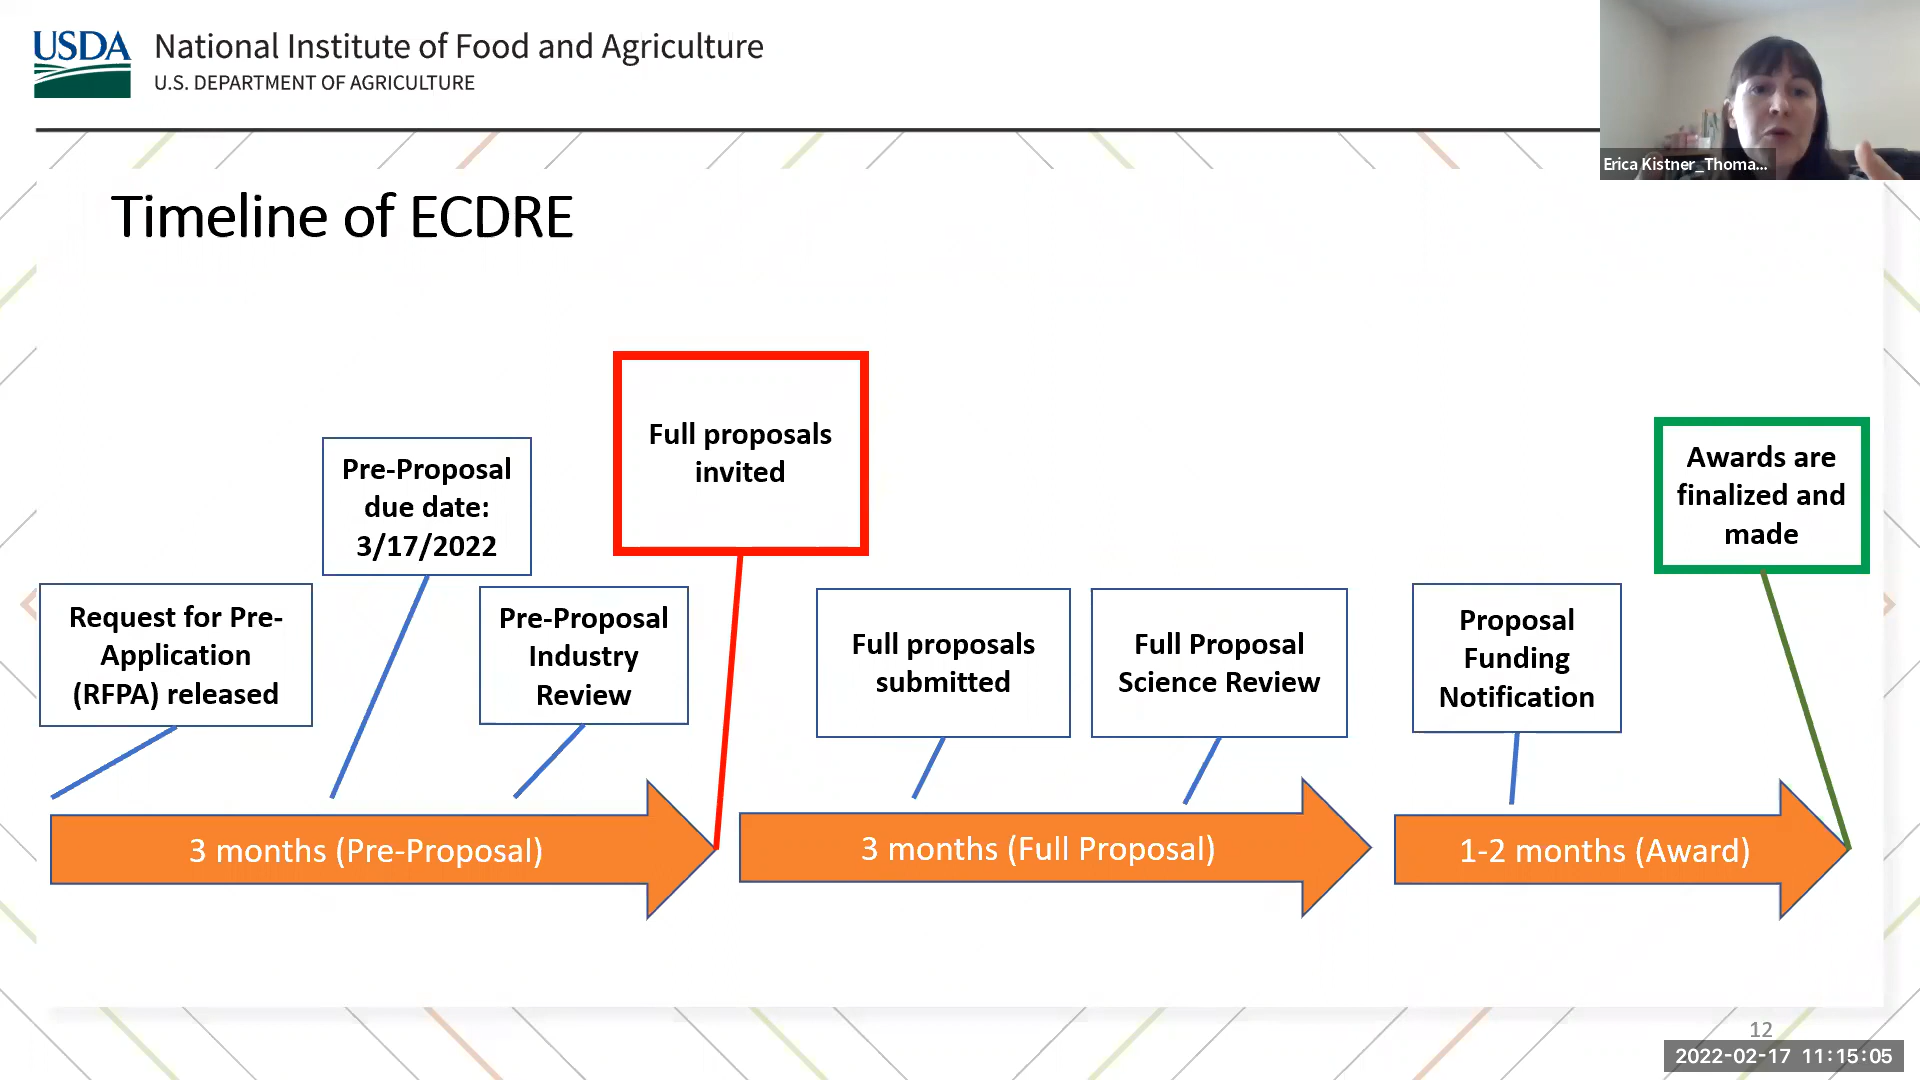 USDA
National Institute of Food and Agriculture
U.S. DEPARTMENT OF AGRICULTURE
Erica Kistner_Thoma...
Timeline of ECDRE
Request for Pre-
Application
(RFPA) released
Pre-Proposal
due date:
3/17/2022
Pre-Proposal
Industry
Review
Full proposals
invited
Full proposals
submitted
Full Proposal
Science Review
Proposal
Funding
Notification
Awards are
finalized and
made
3 months (Pre-Proposal)
3 months (Full Proposal)
1-2 months (Award)
12
2022-02-17 11:15:05